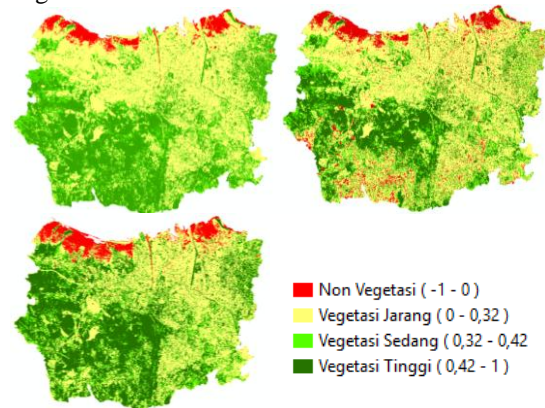 Non Vegetasi ( -1 - 0 )
Vegetasi Jarang ( 0 - 0,32 )
Vegetasi Sedang ( 0,32 - 0,42
Vegetasi Tinggi ( 0,42 - 1 )